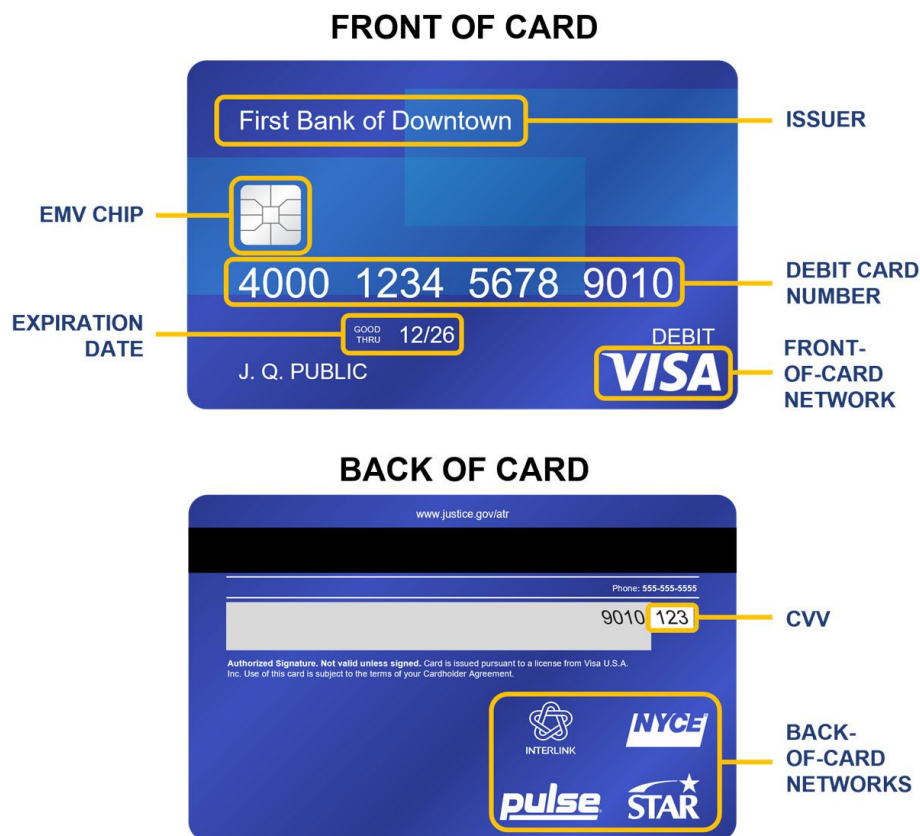 FRONT OF CARD
First Bank of Downtown
ISSUER
EMV CHIP
4000 1234 5678 9010
DEBIT CARD
NUMBER
EXPIRATION
DATE
GOOD
THRU
12/26
DEBIT
VISA
FRONT-
OF-CARD
NETWORK
J. Q. PUBLIC
BACK OF CARD
www.justice.gov/atr
Phone: 555-555-5555
9010 123
CVV
Authorized Signature. Not valid unless signed. Card is issued pursuant to a license from Visa U.S.A.
Inc. Use of this card is subject to the terms of your Cardholder Agreement.
INTERLINK
NYCE
pulse
STAR
BACK-
OF-CARD
NETWORKS